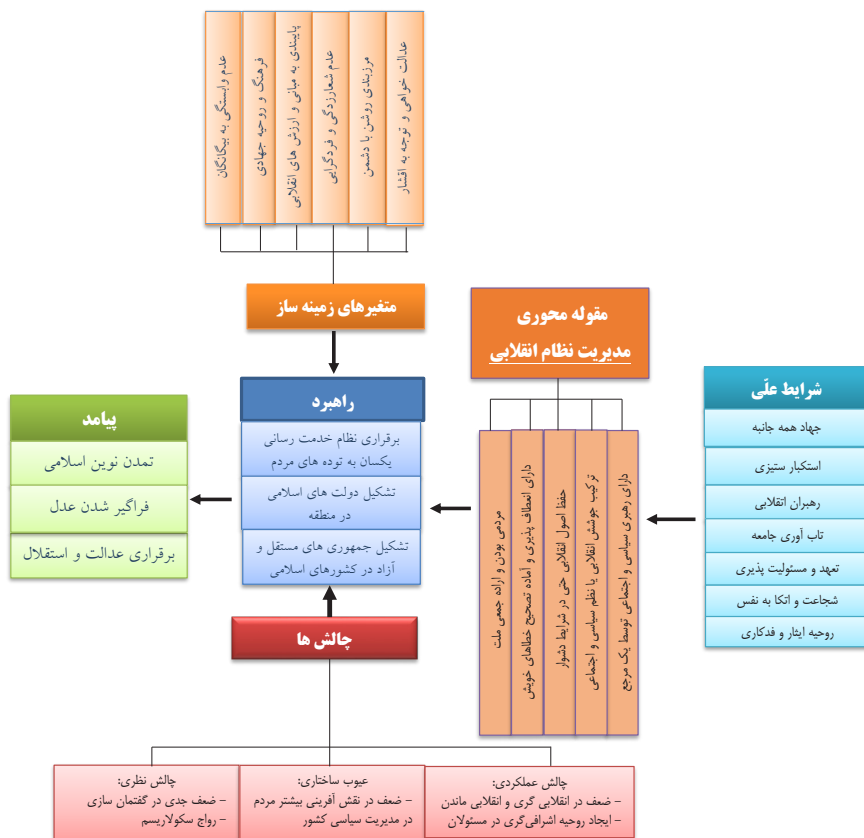 عدالت خواهی و توجه به اقشار
مرزبندی روشن با دشمن
عدم شعارزدگی و فردگرایی
پایبندی به مبانی و ارزش های انقلابی
فرهنگ و روحیه جهادی
عدم وابستگی به بیگانگان
متغیرهای زمینه ساز
مقوله محوری
مدیریت نظام انقلابی
دارای رهبری سیاسی و اجتماعی توسط یک مرجع
ترکیب جوشش انقلابی با نظم سیاسی و اجتماعی
حفظ اصول انقلابی حتی در شرایط دشوار
دارای انعطاف پذیری و آماده تصحیح خطاهای خویش
مردمی بودن و اراده جمعی ملت
شرایط علّی
جهاد همه جانبه
استکبار ستیزی
رهبران انقلابی
تاب آوری جامعه
تعهد و مسئولیت پذیری
شجاعت و اتکا به نفس
روحیه ایثار و فدکاری
راهبرد
برقراری نظام خدمت رسانی
یکسان به توده های مردم
تشکیل دولت های اسلامی
در منطقه
تشکیل جمهوری های مستقل و
آزاد در کشورهای اسلامی
پیامد
تمدن نوین اسلامی
فراگیر شدن عدل
برقراری عدالت و استقلال
چالش ها
چالش عملکردی:
- ضعف در انقلابی گری و انقلابی ماندن
- ایجاد روحیه اشرافی‌گری در مسئولان
عیوب ساختاری:
- ضعف در نقش آفرینی بیشتر مردم
در مدیریت سیاسی کشور
چالش نظری:
- ضعف جدی در گفتمان سازی
- رواج سکولاریسم